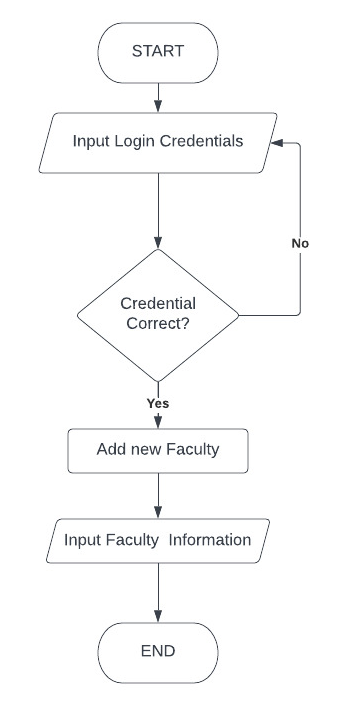 START
Input Login Credentials
No
Credential
Correct?
Yes
Add new Faculty
Input Faculty  Information
END